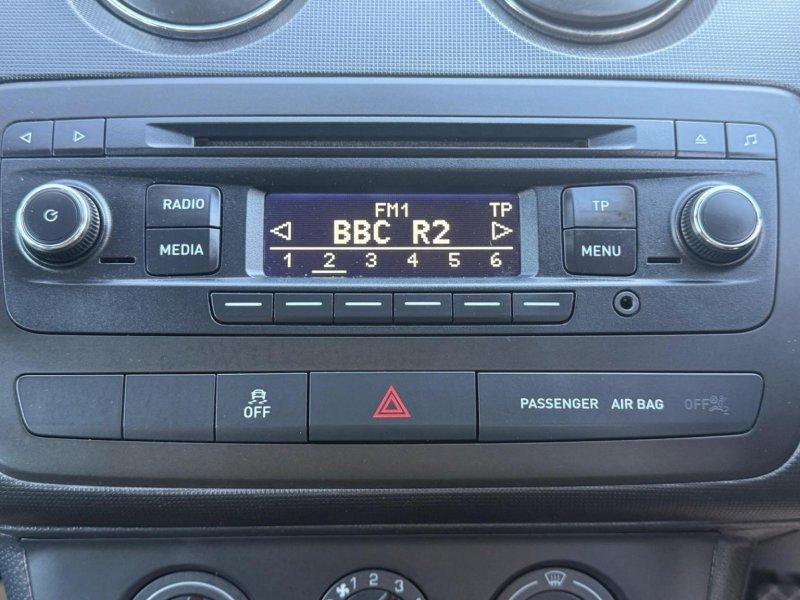 RADIO
MEDIA
FM1 TP
BBC R2
1 2 3 4 5 6
TP
MENU
OFF
PASSENGER AIR BAG OFF
1 2 3